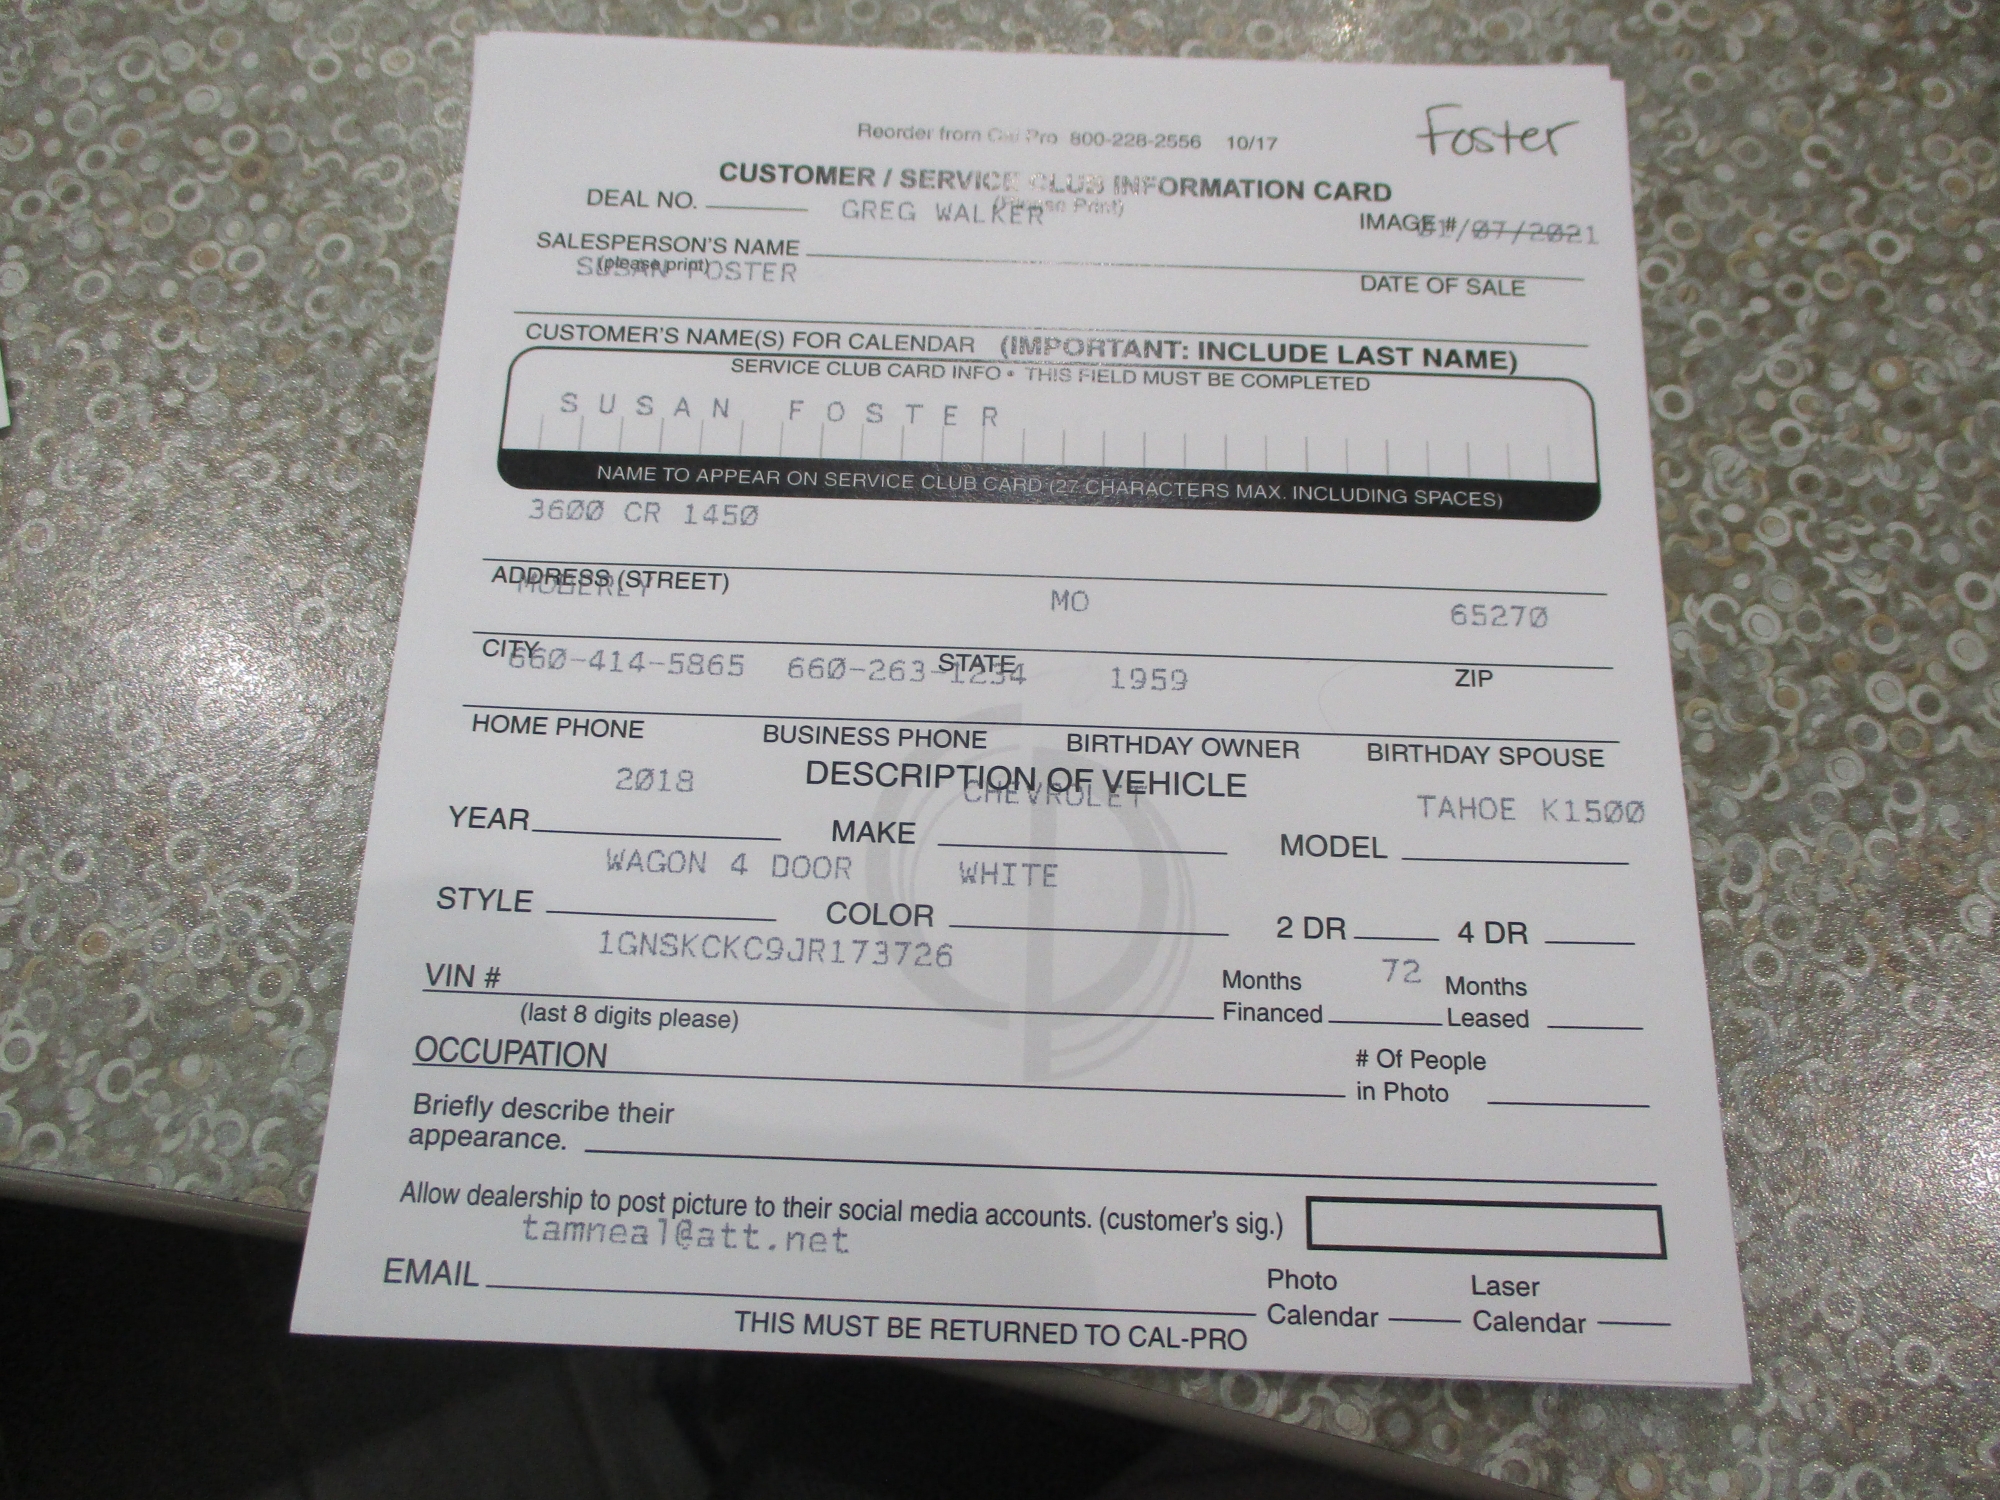 Foster
Reorder from Cal Pro 800-228-2556 10/17
CUSTOMER / SERVICE CLUB INFORMATION CARD
(Please Print)
DEAL NO. GREG WALKER IMAGE # 01/07/2021
SALESPERSON'S NAME
(please print)
SUSAN FOSTER
DATE OF SALE
CUSTOMER'S NAME(S) FOR CALENDAR (IMPORTANT: INCLUDE LAST NAME)
SERVICE CLUB CARD INFO • THIS FIELD MUST BE COMPLETED
SUSAN FOSTER
NAME TO APPEAR ON SERVICE CLUB CARD (27 CHARACTERS MAX. INCLUDING SPACES)
3600 CR 1450
ADDRESS (STREET)
MOBERLY MO 65270
CITY STATE ZIP
660-414-5865 660-263-1234 1959
HOME PHONE BUSINESS PHONE BIRTHDAY OWNER BIRTHDAY SPOUSE
DESCRIPTION OF VEHICLE
2018 CHEVROLET TAHOE K1500
YEAR MAKE MODEL
WAGON 4 DOOR WHITE
STYLE COLOR 2 DR 4 DR
1GNSKCKC9JR173726
VIN # Months Financed 72 Months Leased
(last 8 digits please)
OCCUPATION # Of People in Photo
Briefly describe their
appearance.
Allow dealership to post picture to their social media accounts. (customer's sig.)
tamneal@att.net
EMAIL Photo Calendar Laser Calendar
THIS MUST BE RETURNED TO CAL-PRO